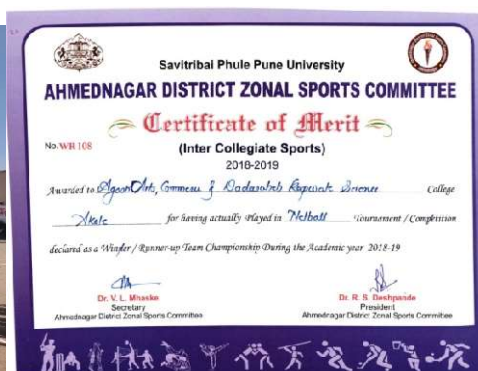 Savitribai Phule Pune University
AHMEDNAGAR DISTRICT ZONAL SPORTS COMMITTEE
Certificate of Merit
No. WR 108
(Inter Collegiate Sports)
2018-2019
Awarded to Agasti Arts, Commerce & Dadasaheb Rupwate Science College
Akole for having actually Played in Netball Tournement / Competition
declared as a Winner / Runner-up Team Championship During the Academic year 2018-19
Dr. V. L. Mhaske
Secretary
Ahmednagar District Zonal Sports Committee
Dr. R. S. Deshpande
President
Ahmednagar District Zonal Sports Committee